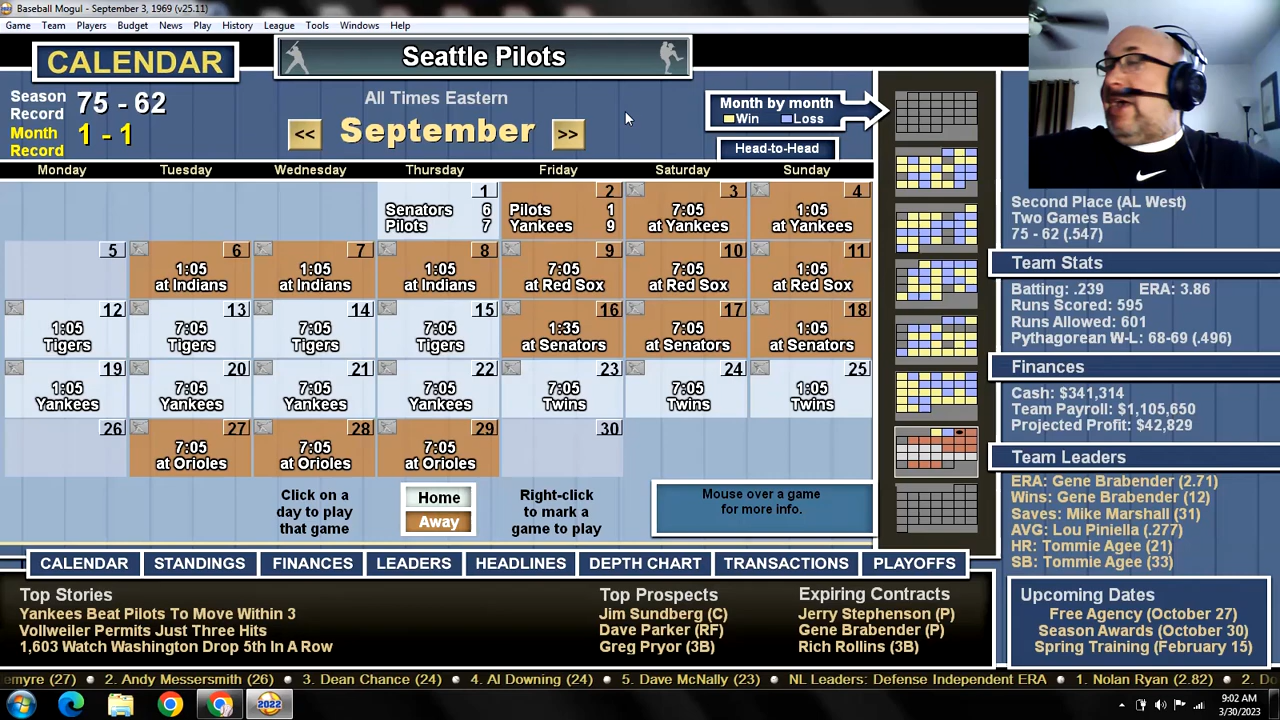 Baseball Mogul - September 3, 1969 (v25.11)
Game Team Players Budget News Play History League Tools Windows Help
CALENDAR
Seattle Pilots
Season Record 75 - 62
Month Record 1 - 1
All Times Eastern
<< September >>
Month by month
Win Loss
Head-to-Head
Monday Tuesday Wednesday Thursday Friday Saturday Sunday
1 2 3 4
Senators 6 Pilots 1 7:05 1:05
Pilots 7 Yankees 9 at Yankees at Yankees
5 6 7 8 9 10 11
1:05 1:05 1:05 7:05 7:05 1:05
at Indians at Indians at Indians at Red Sox at Red Sox at Red Sox
12 13 14 15 16 17 18
1:05 7:05 7:05 7:05 1:35 7:05 1:05
Tigers Tigers Tigers Tigers at Senators at Senators at Senators
19 20 21 22 23 24 25
1:05 7:05 7:05 7:05 7:05 7:05 1:05
Yankees Yankees Yankees Yankees Twins Twins Twins
26 27 28 29 30
7:05 7:05 7:05
at Orioles at Orioles at Orioles
Click on a
day to play
that game
Home
Away
Right-click
to mark a
game to play
Mouse over a game
for more info.
Second Place (AL West)
Two Games Back
75 - 62 (.547)
Team Stats
Batting: .239 ERA: 3.86
Runs Scored: 595
Runs Allowed: 601
Pythagorean W-L: 68-69 (.496)
Finances
Cash: $341,314
Team Payroll: $1,105,650
Projected Profit: $42,829
Team Leaders
ERA: Gene Brabender (2.71)
Wins: Gene Brabender (12)
Saves: Mike Marshall (31)
AVG: Lou Piniella (.277)
HR: Tommie Agee (21)
SB: Tommie Agee (33)
CALENDAR STANDINGS FINANCES LEADERS HEADLINES DEPTH CHART TRANSACTIONS PLAYOFFS
Top Stories
Yankees Beat Pilots To Move Within 3
Vollweiler Permits Just Three Hits
1,603 Watch Washington Drop 5th In A Row
Top Prospects
Jim Sundberg (C)
Dave Parker (RF)
Greg Pryor (3B)
Expiring Contracts
Jerry Stephenson (P)
Gene Brabender (P)
Rich Rollins (3B)
Upcoming Dates
Free Agency (October 27)
Season Awards (October 30)
Spring Training (February 15)
emyre (27) • 2. Andy Messersmith (26) • 3. Dean Chance (24) • 4. Al Downing (24) • 5. Dave McNally (23) • NL Leaders: Defense Independent ERA • 1. Nolan Ryan (2.82) • 2. Do
2022
9:02 AM
3/30/2023